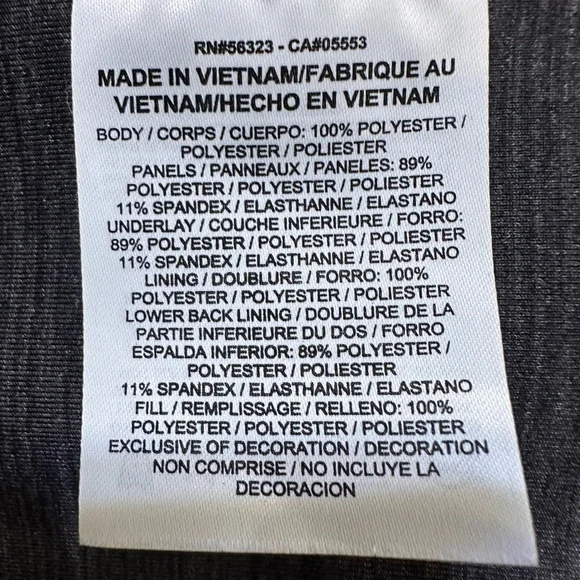 RN#56323 - CA#05553
MADE IN VIETNAM/FABRIQUE AU
VIETNAM/HECHO EN VIETNAM
BODY / CORPS / CUERPO: 100% POLYESTER /
POLYESTER / POLIESTER
PANELS / PANNEAUX / PANELES: 89%
POLYESTER / POLYESTER / POLIESTER
11% SPANDEX / ELASTHANNE / ELASTANO
UNDERLAY / COUCHE INFERIEURE / FORRO:
89% POLYESTER / POLYESTER / POLIESTER
11% SPANDEX / ELASTHANNE / ELASTANO
LINING / DOUBLURE / FORRO: 100%
POLYESTER / POLYESTER / POLIESTER
LOWER BACK LINING / DOUBLURE DE LA
PARTIE INFERIEURE DU DOS / FORRO
ESPALDA INFERIOR: 89% POLYESTER /
POLYESTER / POLIESTER
11% SPANDEX / ELASTHANNE / ELASTANO
FILL / REMPLISSAGE / RELLENO: 100%
POLYESTER / POLYESTER / POLIESTER
EXCLUSIVE OF DECORATION / DECORATION
NON COMPRISE / NO INCLUYE LA
DECORACION